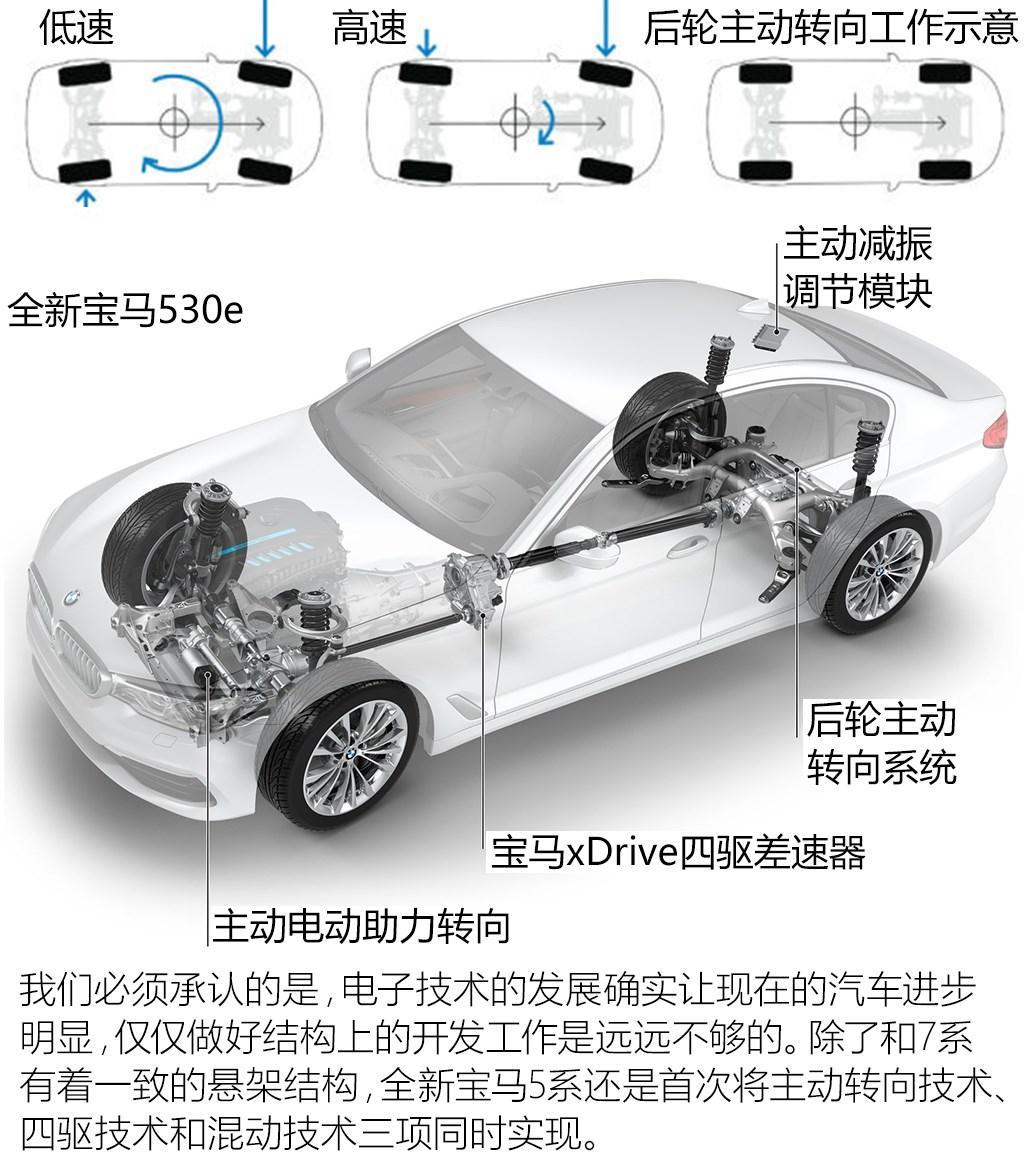 低速
高速
后轮主动转向工作示意
主动减振
调节模块
全新宝马530e
后轮主动
转向系统
宝马xDrive四驱差速器
主动电动助力转向
我们必须承认的是,电子技术的发展确实让现在的汽车进步
明显,仅仅做好结构上的开发工作是远远不够的。除了和7系
有着一致的悬架结构,全新宝马5系还是首次将主动转向技术、
四驱技术和混动技术三项同时实现。